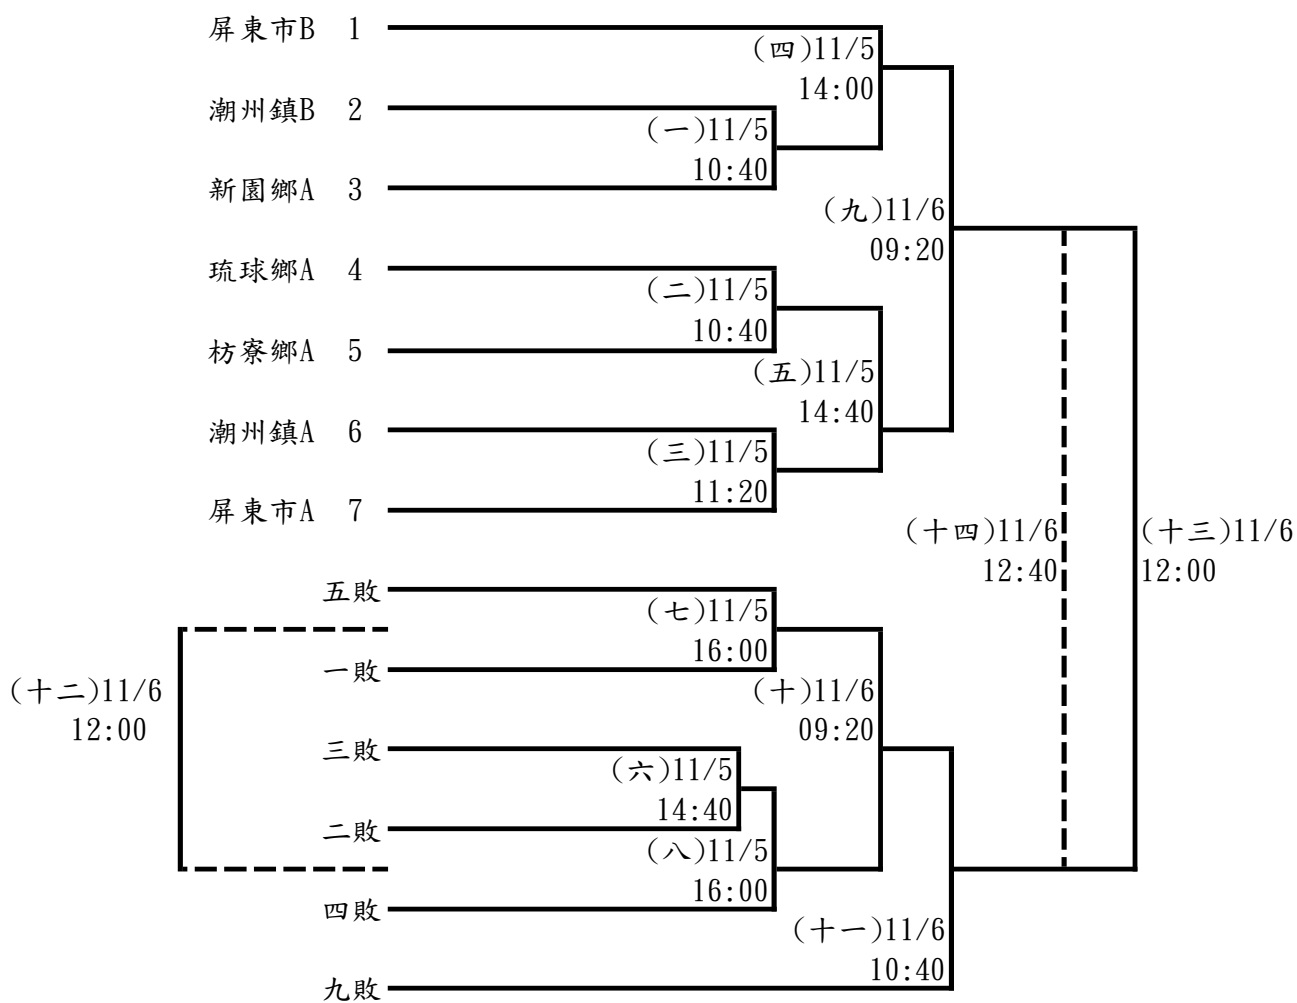 屏東市B 1
(四)11/5
14:00
潮州鎮B 2
(一)11/5
10:40
新園鄉A 3
(九)11/6
09:20
琉球鄉A 4
(二)11/5
10:40
枋寮鄉A 5
(五)11/5
14:40
潮州鎮A 6
(三)11/5
11:20
屏東市A 7
(十四)11/6
12:40
(十三)11/6
12:00
五敗
(七)11/5
16:00
一敗
(十二)11/6
12:00
(十)11/6
09:20
三敗
(六)11/5
14:40
二敗
(八)11/5
16:00
四敗
(十一)11/6
10:40
九敗